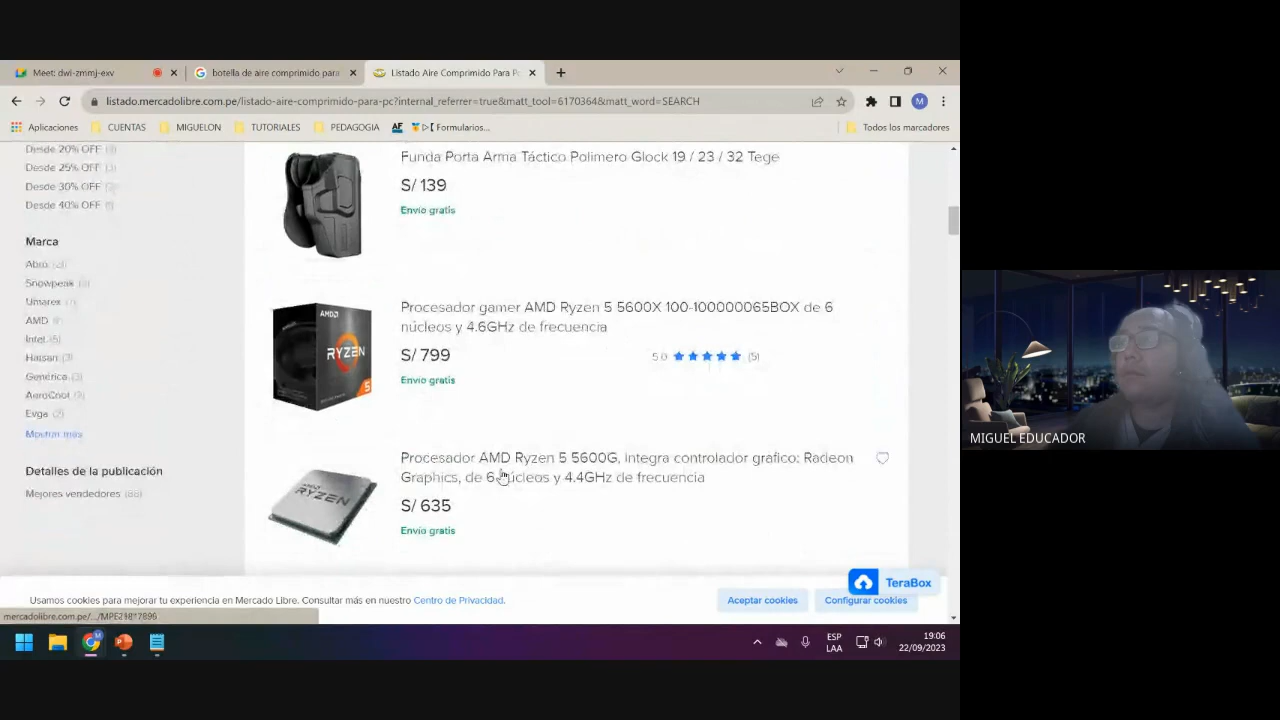 Meet: dwi-zmmj-exv
botella de aire comprimido para
Listado Aire Comprimido Para Pc
listado.mercadolibre.com.pe/listado-aire-comprimido-para-pc?internal_referrer=true&matt_tool=6170364&matt_word=SEARCH
M
Aplicaciones
CUENTAS
MIGUELON
TUTORIALES
PEDAGOGIA
AF
Formularios...
Todos los marcadores
Desde 20% OFF
Desde 25% OFF
Desde 30% OFF
Desde 40% OFF
Marca
Abro
Snowpeak
Umarex
AMD
Intel
Hatsan
Genérica
AeroCool
Evga
Mostrar más
Detalles de la publicación
Mejores vendedores (88)
Funda Porta Arma Táctico Polimero Glock 19 / 23 / 32 Tege
S/ 139
Envío gratis
AMD
RYZEN
5
Procesador gamer AMD Ryzen 5 5600X 100-100000065BOX de 6
núcleos y 4.6GHz de frecuencia
S/ 799
5.0
(5)
Envío gratis
RYZEN
Procesador AMD Ryzen 5 5600G, integra controlador gráfico: Radeon
Graphics, de 6 núcleos y 4.4GHz de frecuencia
S/ 635
Envío gratis
TeraBox
Usamos cookies para mejorar tu experiencia en Mercado Libre. Consultar más en nuestro Centro de Privacidad.
Aceptar cookies
Configurar cookies
mercadolibre.com.pe/.../MPE218*7899
ESP
LAA
19:06
22/09/2023
MIGUEL EDUCADOR